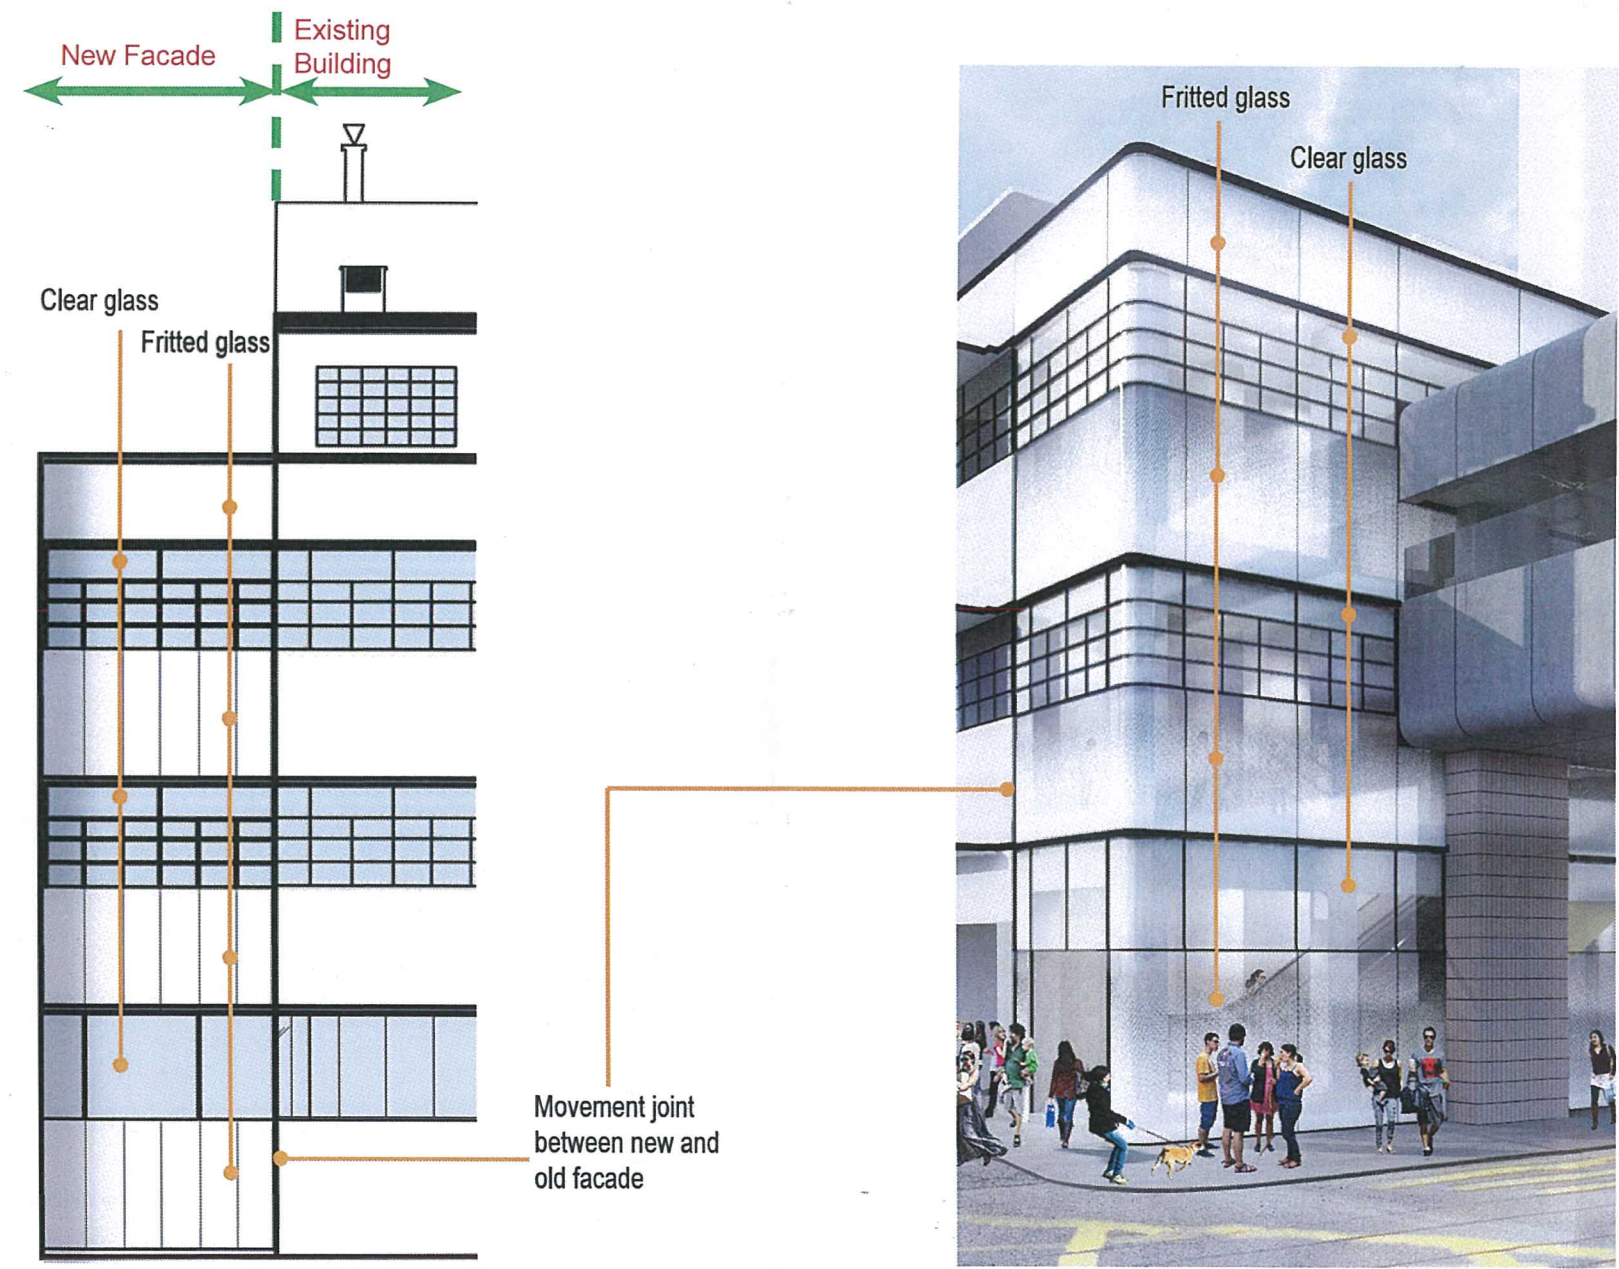 New Facade
Existing
Building
Clear glass
Fritted glass
Movement joint
between new and
old facade
Fritted glass
Clear glass